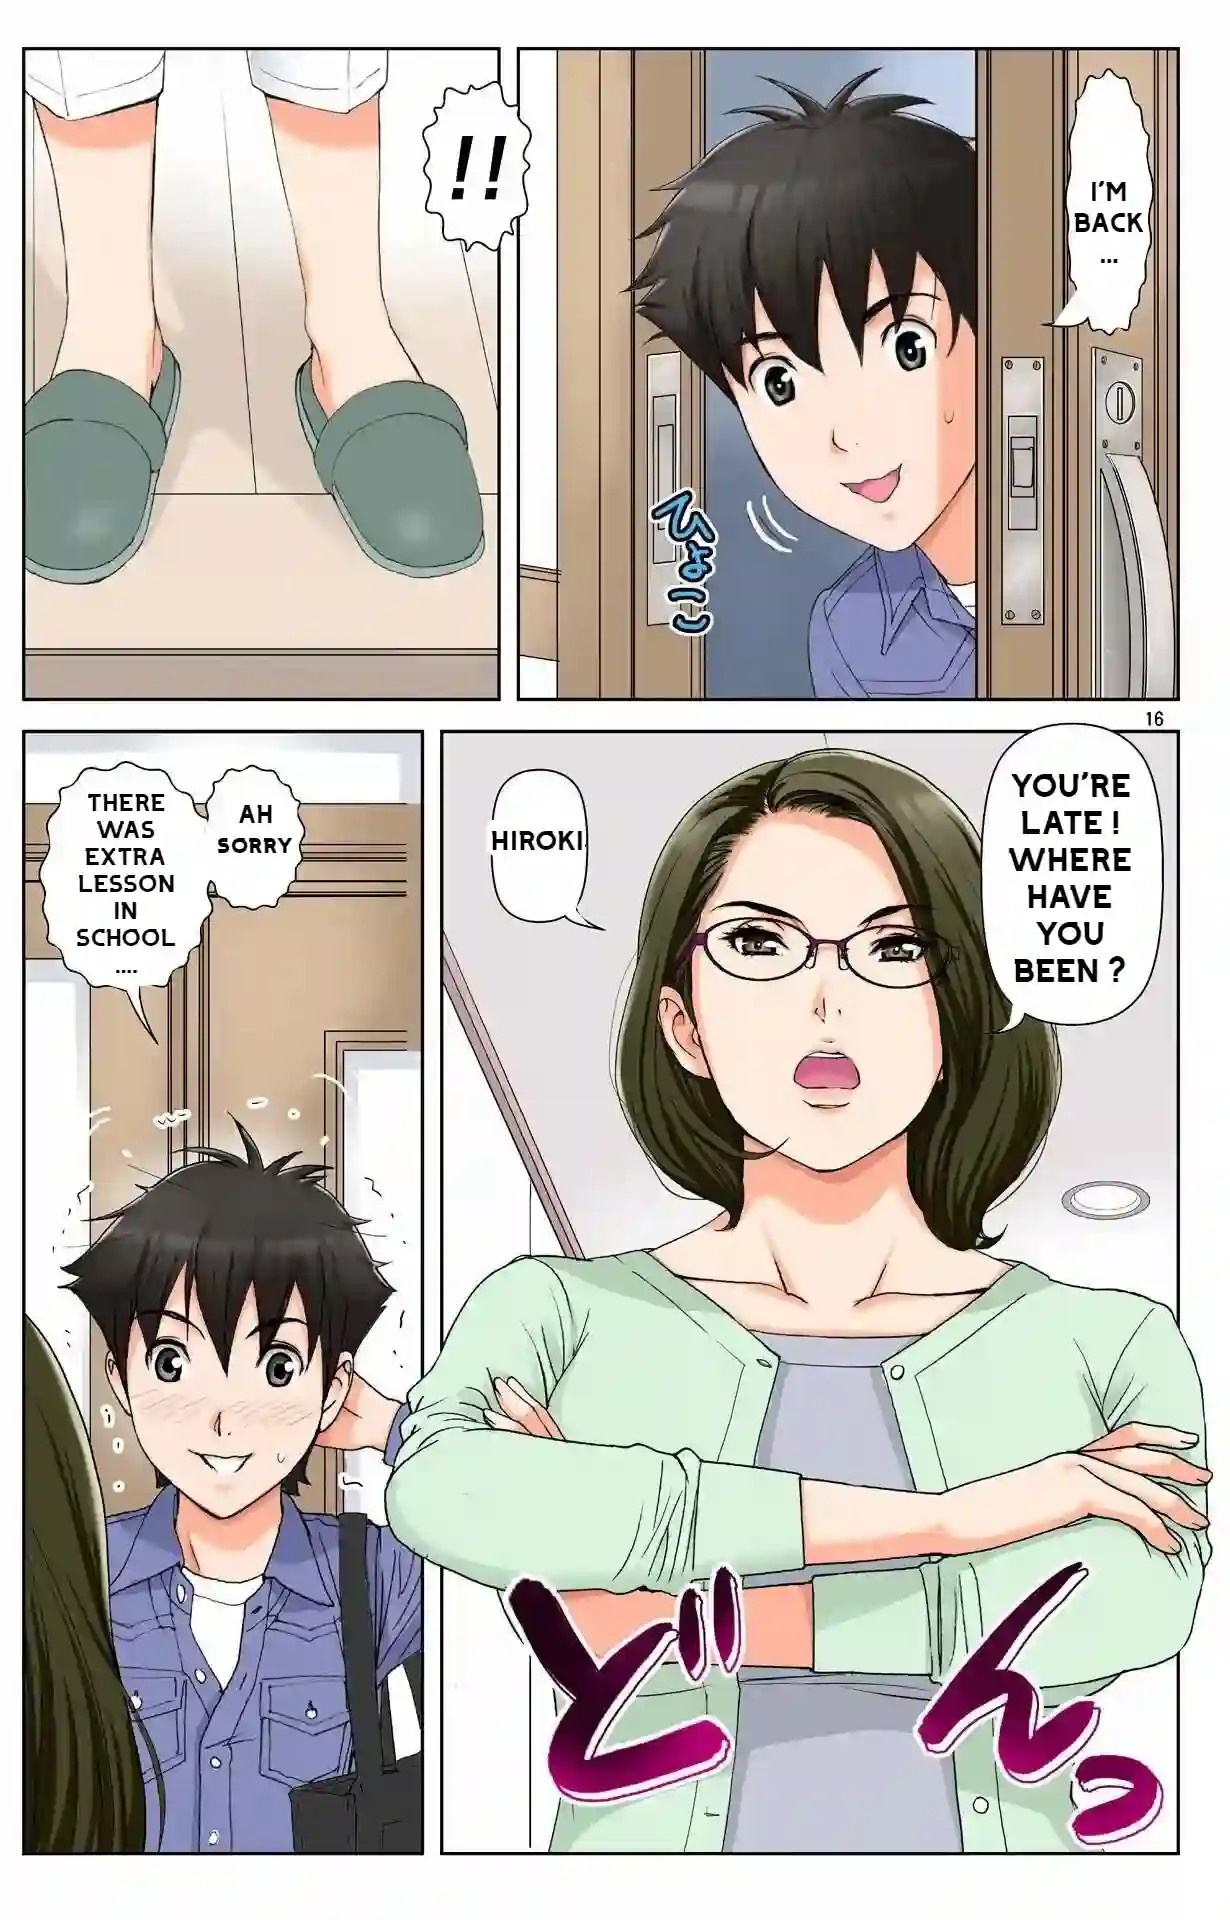 I'M
BACK
...
ひょこ
!!
16
YOU'RE
LATE!
WHERE
HAVE
YOU
BEEN?
HIROKI
どんっ
AH
SORRY
THERE
WAS
EXTRA
LESSON
IN
SCHOOL
....